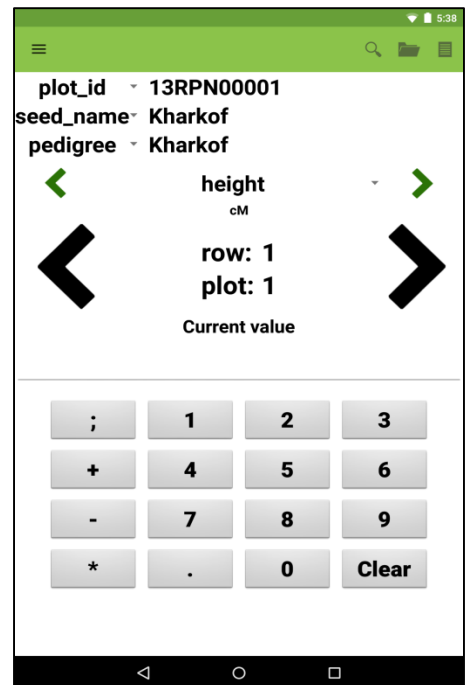 5:38
plot_id 13RPN00001
seed_name Kharkof
pedigree Kharkof
height
cM
row: 1
plot: 1
Current value
; 1 2 3
+ 4 5 6
- 7 8 9
* . 0 Clear